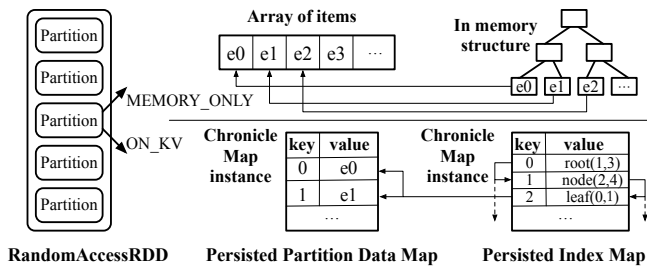 Partition
Partition
Partition
Partition
Partition
RandomAccessRDD
MEMORY_ONLY
ON_KV
Array of items
e0 e1 e2 e3 ...
In memory
structure
e0 e1 e2 ...
Chronicle
Map
instance
key value
0 e0
1 e1
...
Persisted Partition Data Map
Chronicle
Map
instance
key value
0 root(1,3)
1 node(2,4)
2 leaf(0,1)
...
Persisted Index Map